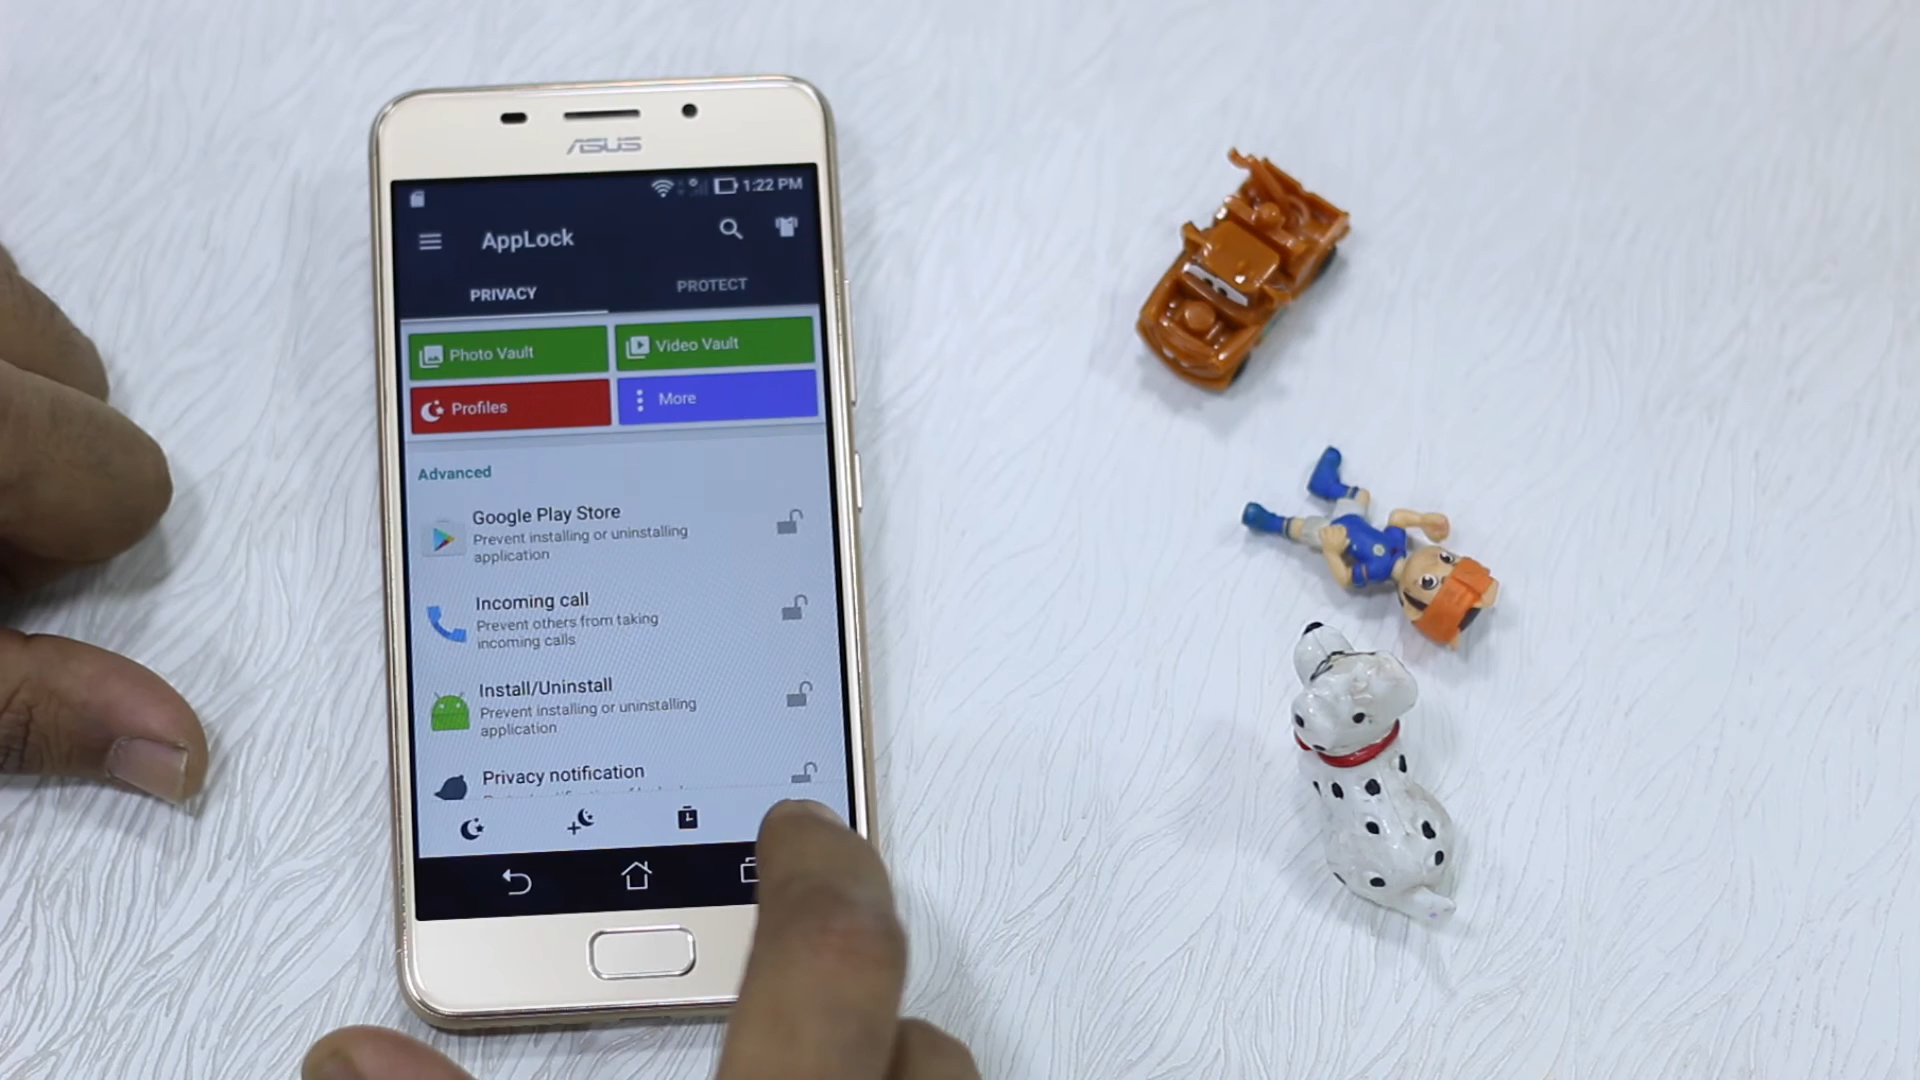 ASUS
1:22 PM
AppLock
PRIVACY
PROTECT
Photo Vault
Video Vault
Profiles
More
Advanced
Google Play Store
Prevent installing or uninstalling
application
Incoming call
Prevent others from taking
incoming calls
Install/Uninstall
Prevent installing or uninstalling
application
Privacy notification